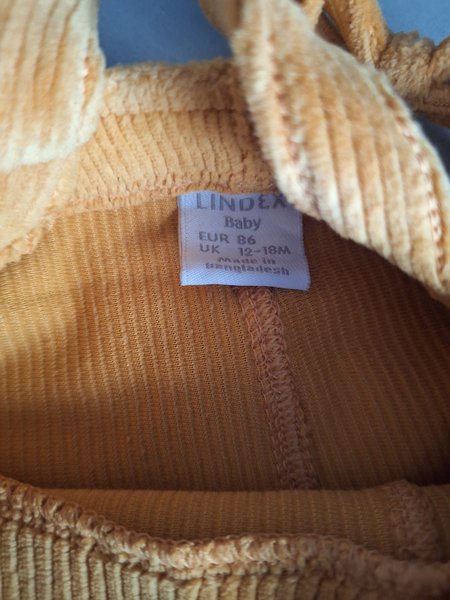 LINDEX
Baby
EUR 86
UK 12-18M
Made in
Bangladesh